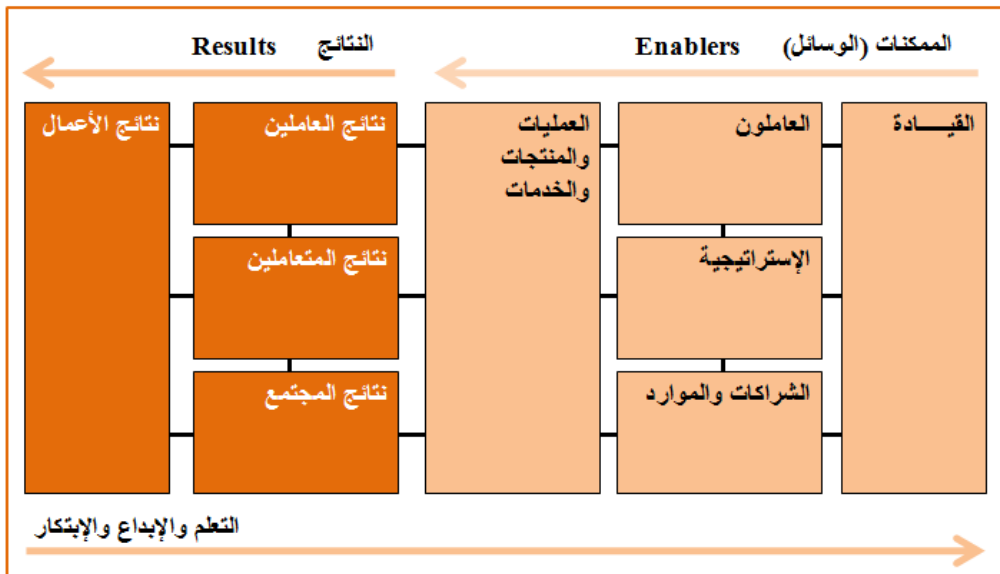 الممكنات (الوسائل) Enablers
النتائج Results
القيـــــادة
العاملون
العمليات
والمنتجات
والخدمات
نتائج العاملين
نتائج الأعمال
الإستراتيجية
نتائج المتعاملين
الشراكات والموارد
نتائج المجتمع
التعلم والإبداع والإبتكار